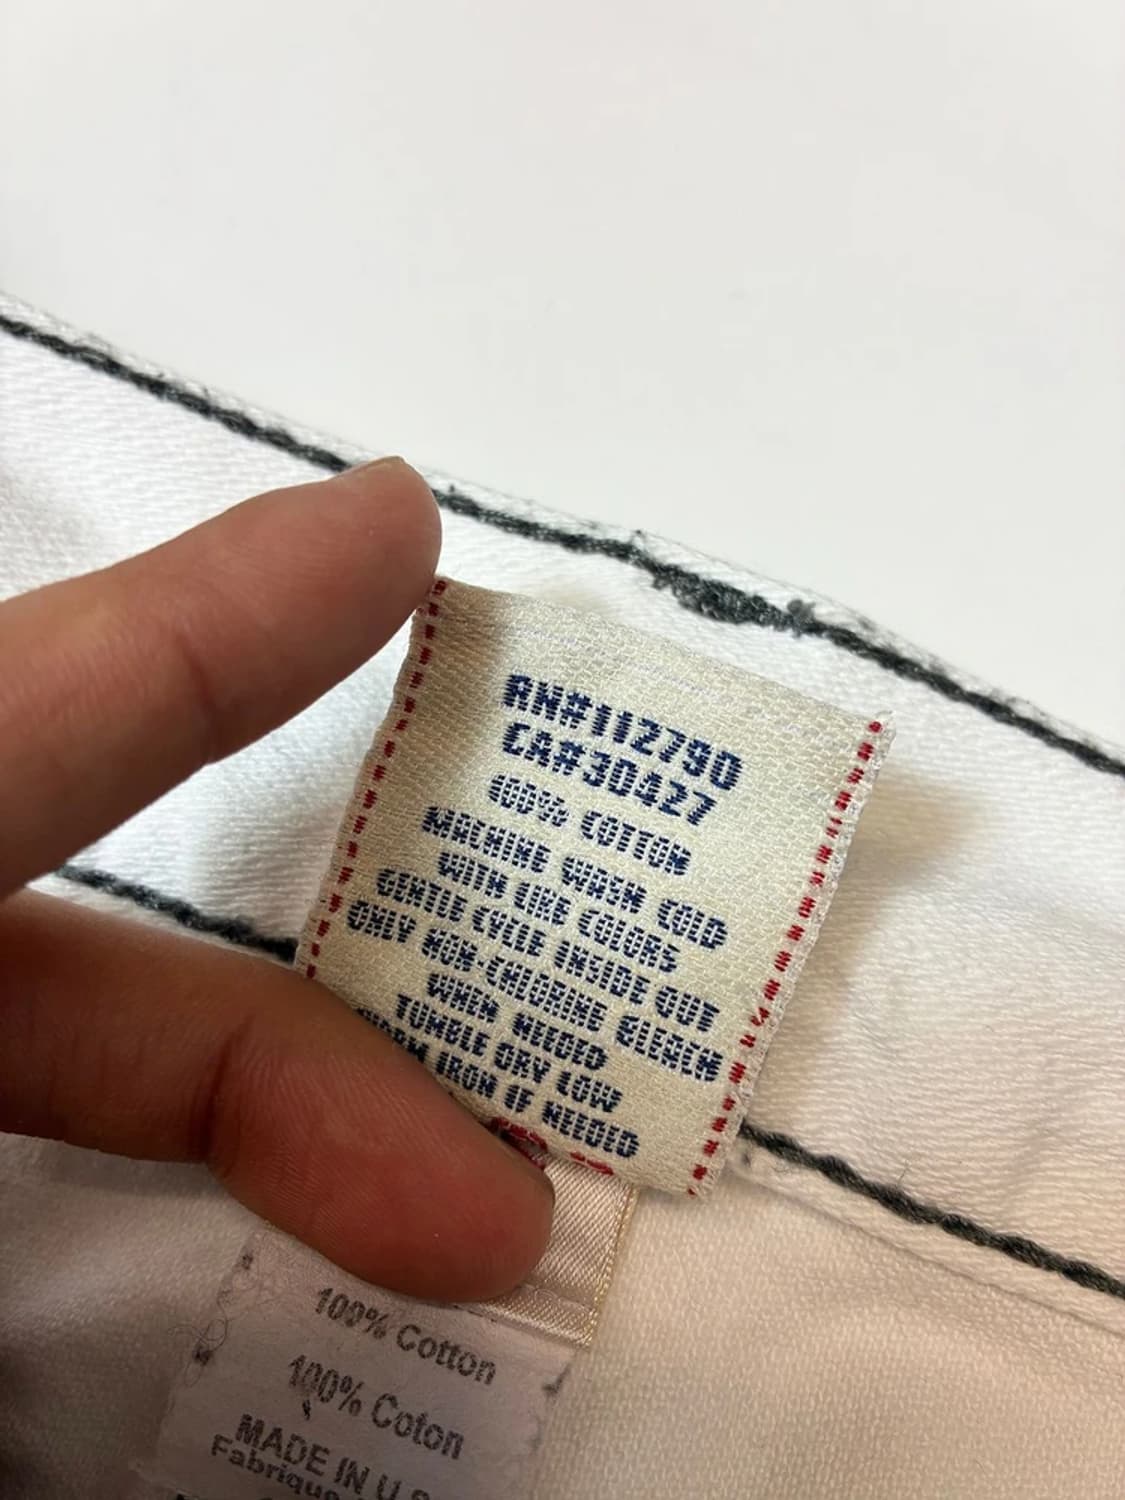 RN#112790
CA#30427
100% COTTON
MACHINE WASH COLD
WITH LIKE COLORS
GENTLE CYCLE INSIDE OUT
ONLY NON-CHLORINE BLEACH
WHEN NEEDED
TUMBLE DRY LOW
IRON IF NEEDED
100% Cotton
100% Coton
MADE IN U.S
Fabrique